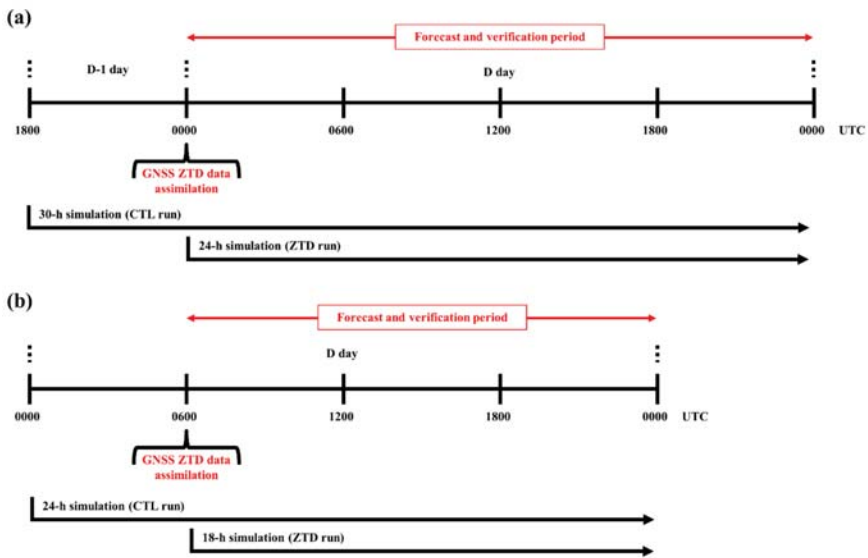 (a)
Forecast and verification period
D-1 day
D day
1800 0000 0600 1200 1800 0000 UTC
GNSS ZTD data
assimilation
30-h simulation (CTL run)
24-h simulation (ZTD run)
(b)
Forecast and verification period
D day
0000 0600 1200 1800 0000 UTC
GNSS ZTD data
assimilation
24-h simulation (CTL run)
18-h simulation (ZTD run)